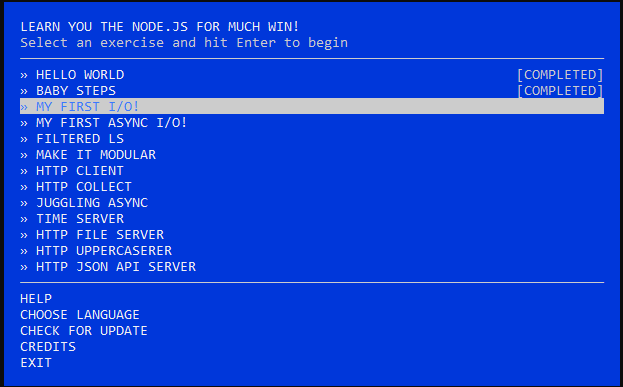 LEARN YOU THE NODE.JS FOR MUCH WIN!
Select an exercise and hit Enter to begin
» HELLO WORLD [COMPLETED]
» BABY STEPS [COMPLETED]
» MY FIRST I/O!
» MY FIRST ASYNC I/O!
» FILTERED LS
» MAKE IT MODULAR
» HTTP CLIENT
» HTTP COLLECT
» JUGGLING ASYNC
» TIME SERVER
» HTTP FILE SERVER
» HTTP UPPERCASERER
» HTTP JSON API SERVER
HELP
CHOOSE LANGUAGE
CHECK FOR UPDATE
CREDITS
EXIT